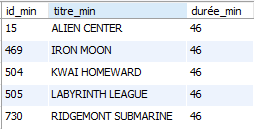 id_min titre_min durée_min
15 ALIEN CENTER 46
469 IRON MOON 46
504 KWAI HOMEWARD 46
505 LABYRINTH LEAGUE 46
730 RIDGEMONT SUBMARINE 46